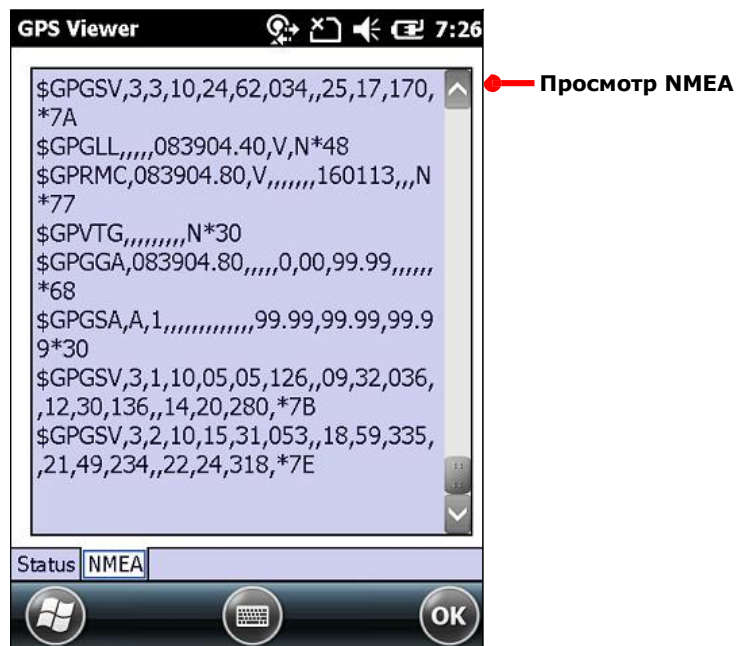 GPS Viewer 7:26
$GPGSV,3,3,10,24,62,034,,25,17,170,
*7A
$GPGLL,,,,,083904.40,V,N*48
$GPRMC,083904.80,V,,,,,,,160113,,,N
*77
$GPVTG,,,,,,,,,N*30
$GPGGA,083904.80,,,,,0,00,99.99,,,,,,
*68
$GPGSA,A,1,,,,,,,,,,,,,99.99,99.99,99.9
9*30
$GPGSV,3,1,10,05,05,126,,09,32,036,
,12,30,136,,14,20,280,*7B
$GPGSV,3,2,10,15,31,053,,18,59,335,
,21,49,234,,22,24,318,*7E
Просмотр NMEA
Status NMEA
OK